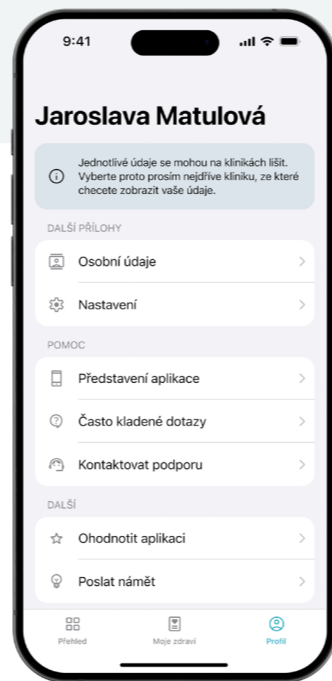 9:41
Jaroslava Matulová
Jednotlivé údaje se mohou na klinikách lišit.
Vyberte proto prosím nejdříve kliniku, ze které
checete zobrazit vaše údaje.
DALŠÍ PŘÍLOHY
Osobní údaje
Nastavení
POMOC
Představení aplikace
Často kladené dotazy
Kontaktovat podporu
DALŠÍ
Ohodnotit aplikaci
Poslat námět
Přehled
Moje zdraví
Profil